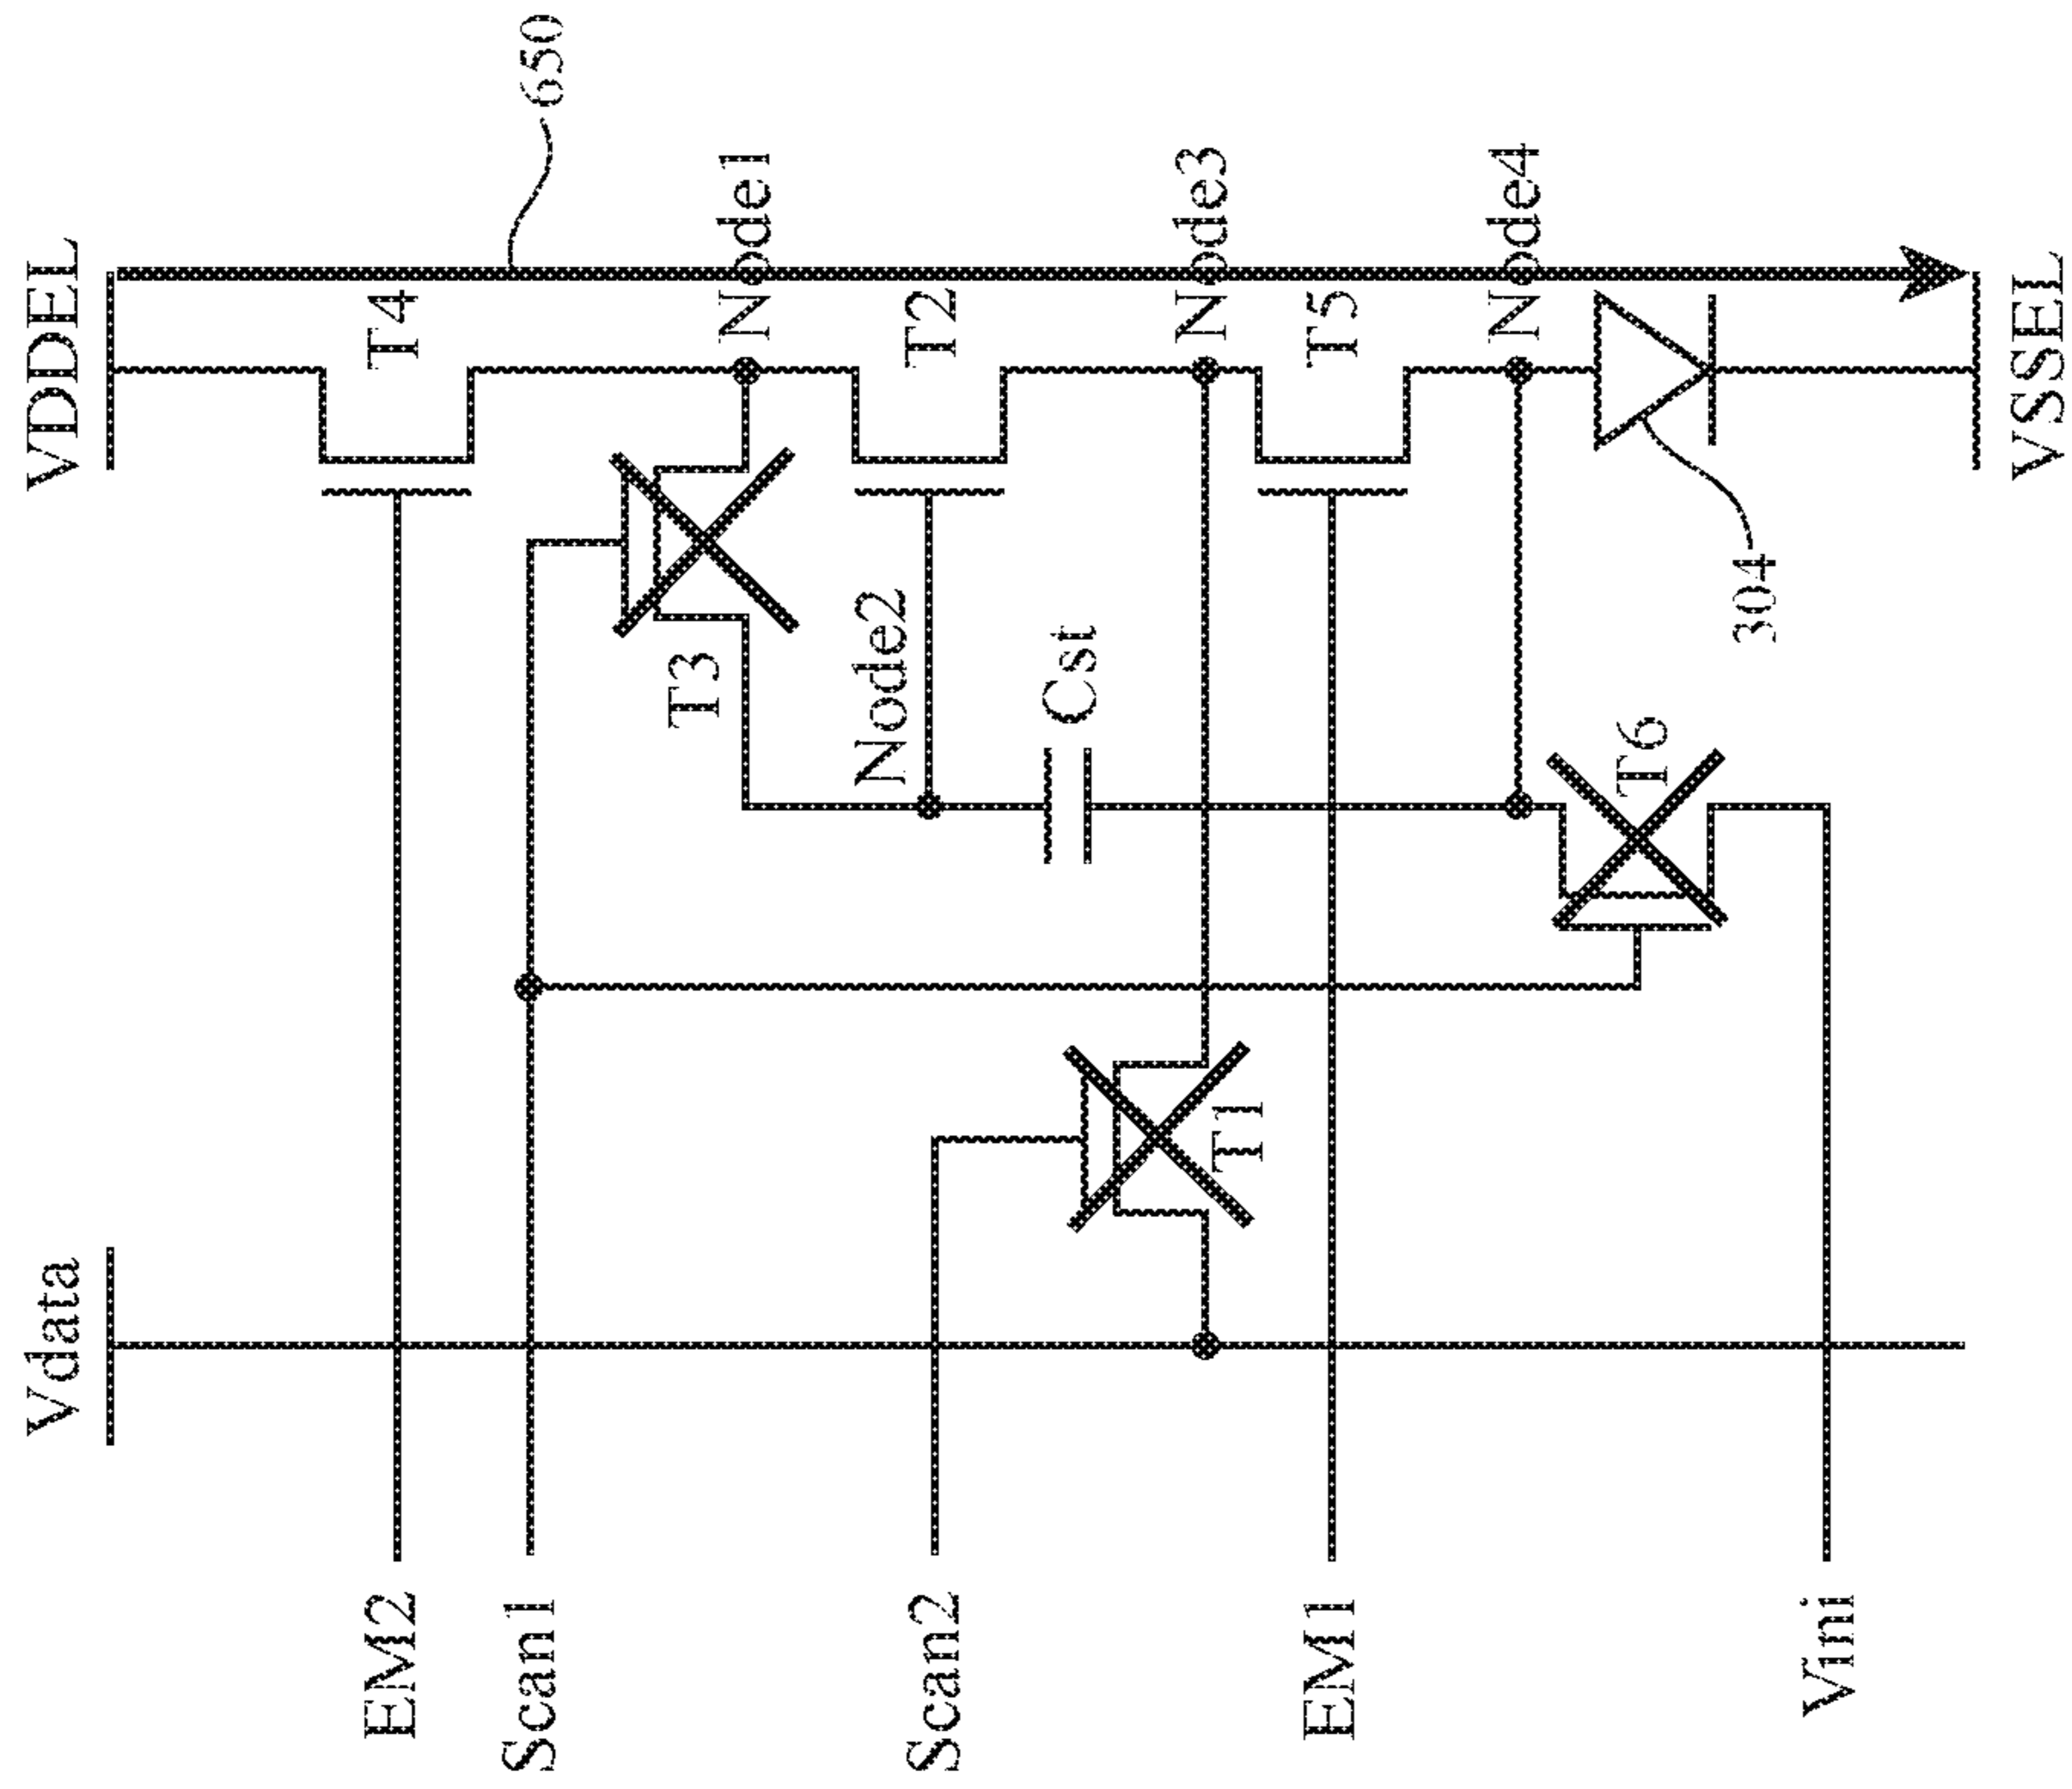 Vdata
VDDEL
650
EM2
T4
Scan1
T3
Node1
Node2
T2
Scan2
Cst
Node3
T1
T5
EM1
Node4
T6
304
Vini
VSSEL